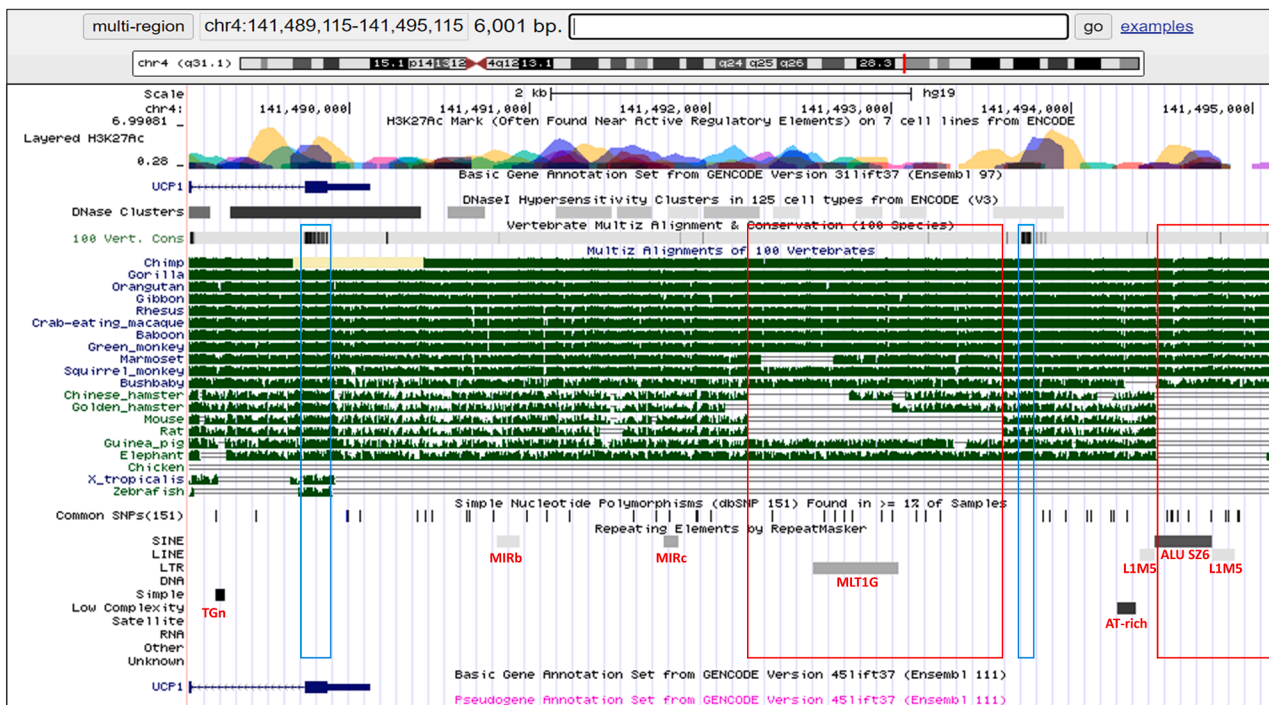 multi-region chr4:141,489,115-141,495,115 6,001 bp. go examples
chr4 (q31.1) 15.1 p14 13 12 4q12 13.1 q24 q25 q26 28.3
Scale 2 kb hg19
chr4: 141,490,000 141,491,000 141,492,000 141,493,000 141,494,000 141,495,000
H3K27Ac Mark (Often Found Near Active Regulatory Elements) on 7 cell lines from ENCODE
6.99081 _
Layered H3K27Ac
0.28 _
Basic Gene Annotation Set from GENCODE Version 31lift37 (Ensembl 97)
UCP1
DNaseI Hypersensitivity Clusters in 125 cell types from ENCODE (V3)
DNase Clusters
Vertebrate Multiz Alignment & Conservation (100 Species)
100 Vert. Cons
Multiz Alignments of 100 Vertebrates
Chimp
Gorilla
Orangutan
Gibbon
Rhesus
Crab-eating_macaque
Baboon
Green_monkey
Marmoset
Squirrel_monkey
Bushbaby
Chinese_hamster
Golden_hamster
Mouse
Rat
Guinea_pig
Elephant
Chicken
X_tropicalis
Zebrafish
Simple Nucleotide Polymorphisms (dbSNP 151) Found in >= 1% of Samples
Common SNPs(151)
Repeating Elements by RepeatMasker
SINE
MIRb MIRc ALU SZ6
LINE
L1M5 L1M5
LTR
MLT1G
DNA
Simple
TGn
Low Complexity
AT-rich
Satellite
RNA
Other
Unknown
Basic Gene Annotation Set from GENCODE Version 45lift37 (Ensembl 111)
UCP1
Pseudogene Annotation Set from GENCODE Version 45lift37 (Ensembl 111)